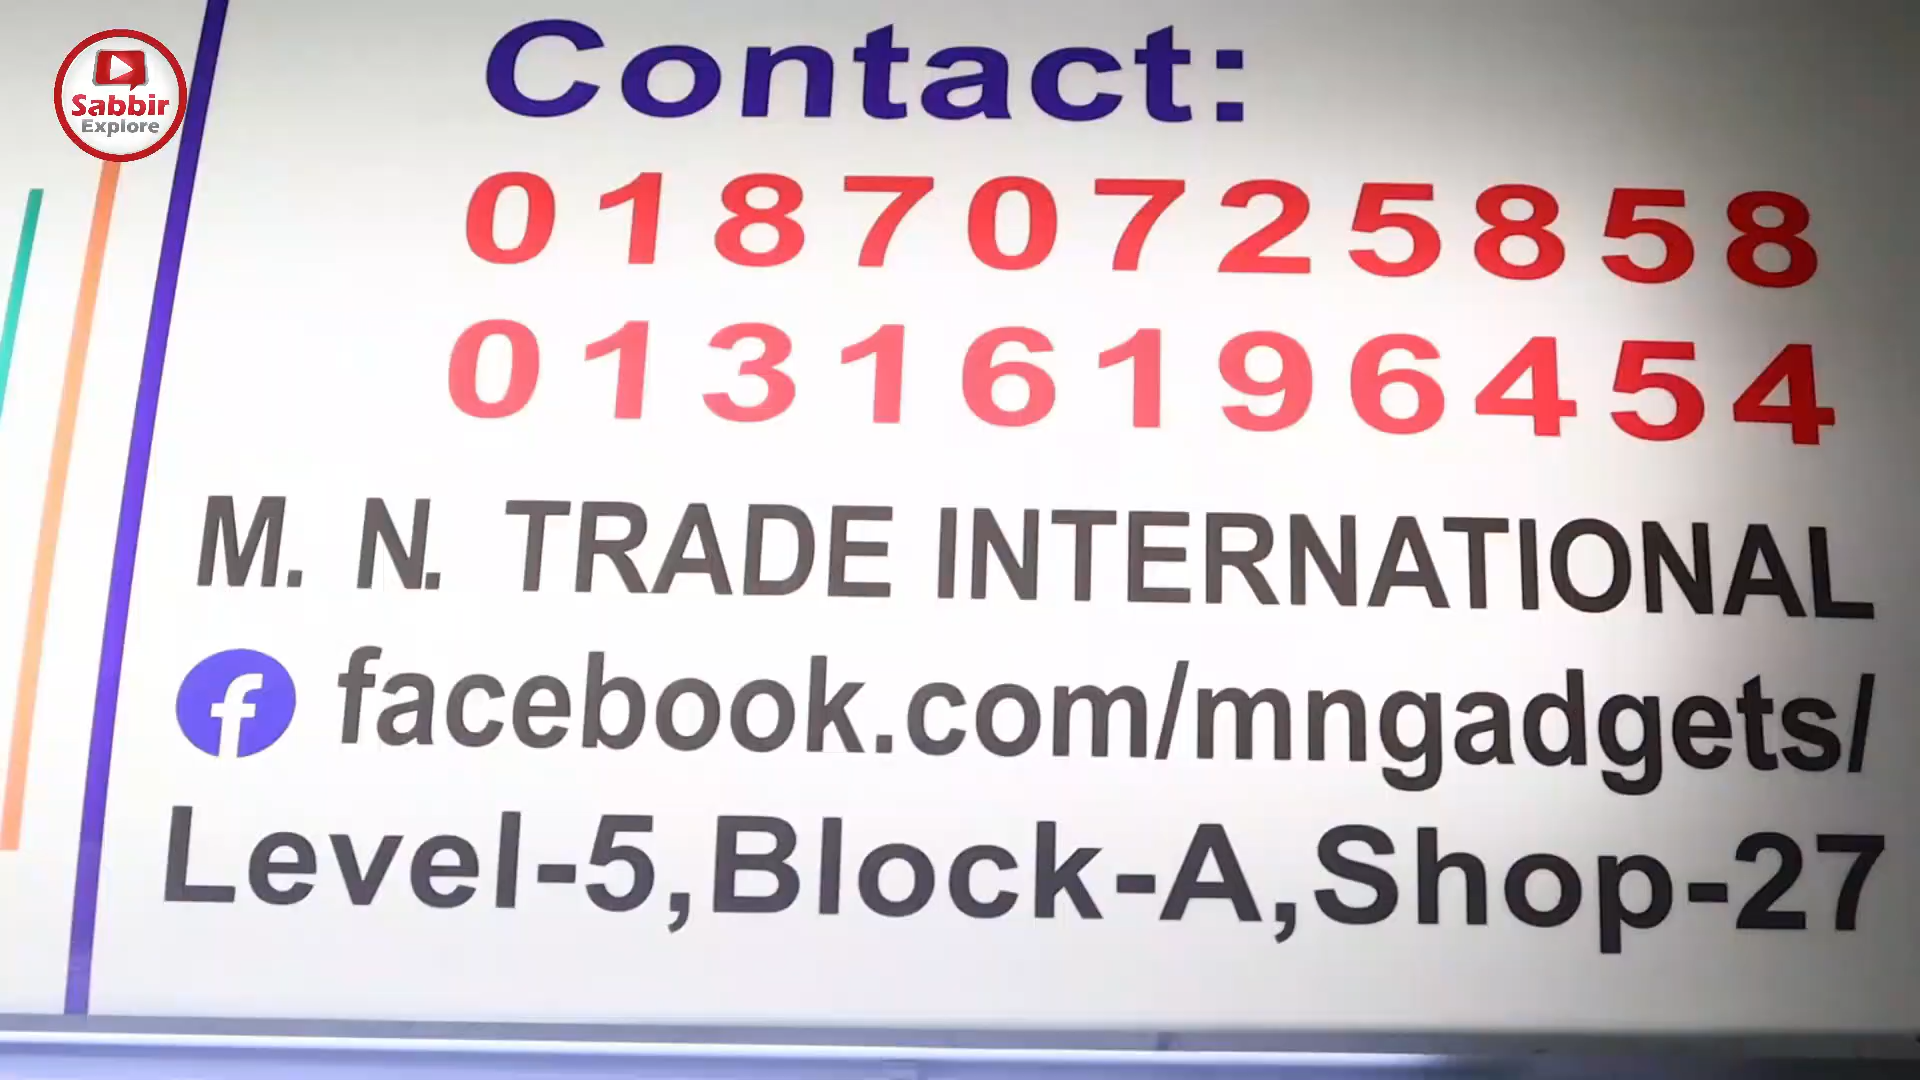 Sabbir
Explore
Contact:
01870725858
01316196454
M. N. TRADE INTERNATIONAL
facebook.com/mngadgets/
Level-5,Block-A,Shop-27